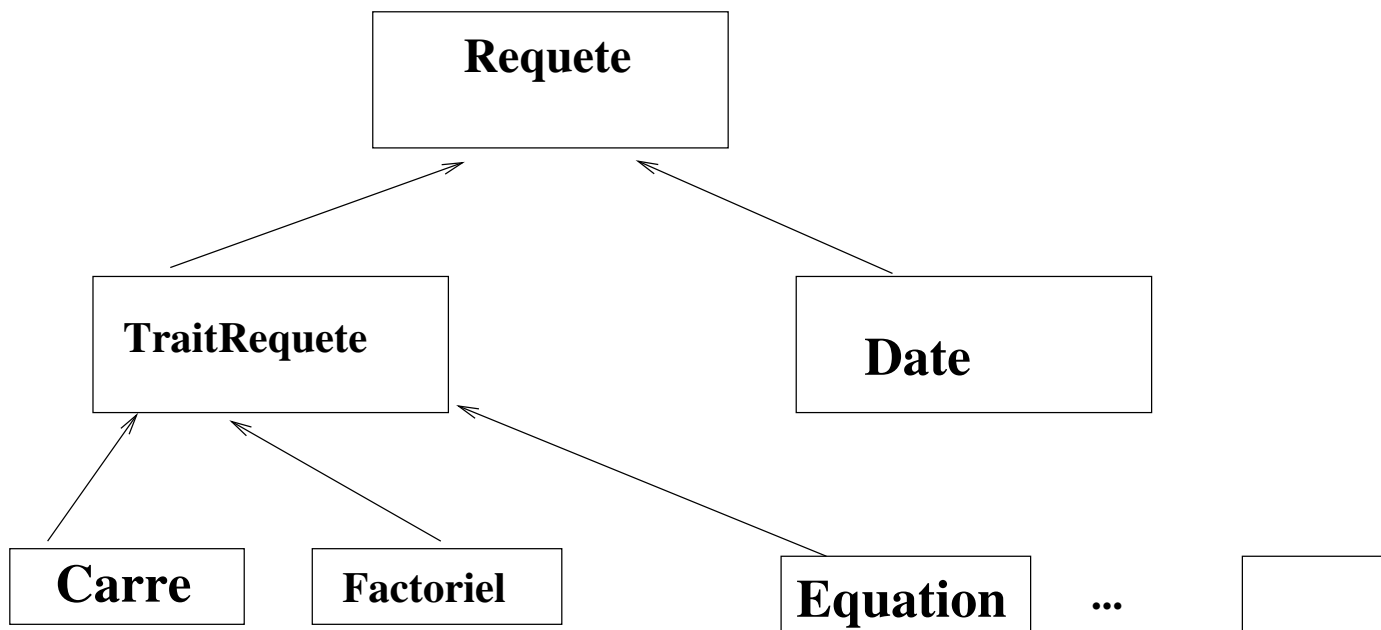 Requete
TraitRequete
Date
Carre
Factoriel
Equation
...